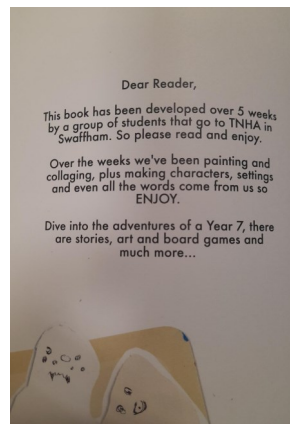 Dear Reader,
This book has been developed over 5 weeks
by a group of students that go to TNHA in
Swaffham. So please read and enjoy.
Over the weeks we've been painting and
collaging, plus making characters, settings
and even all the words come from us so
ENJOY.
Dive into the adventures of a Year 7, there
are stories, art and board games and
much more...